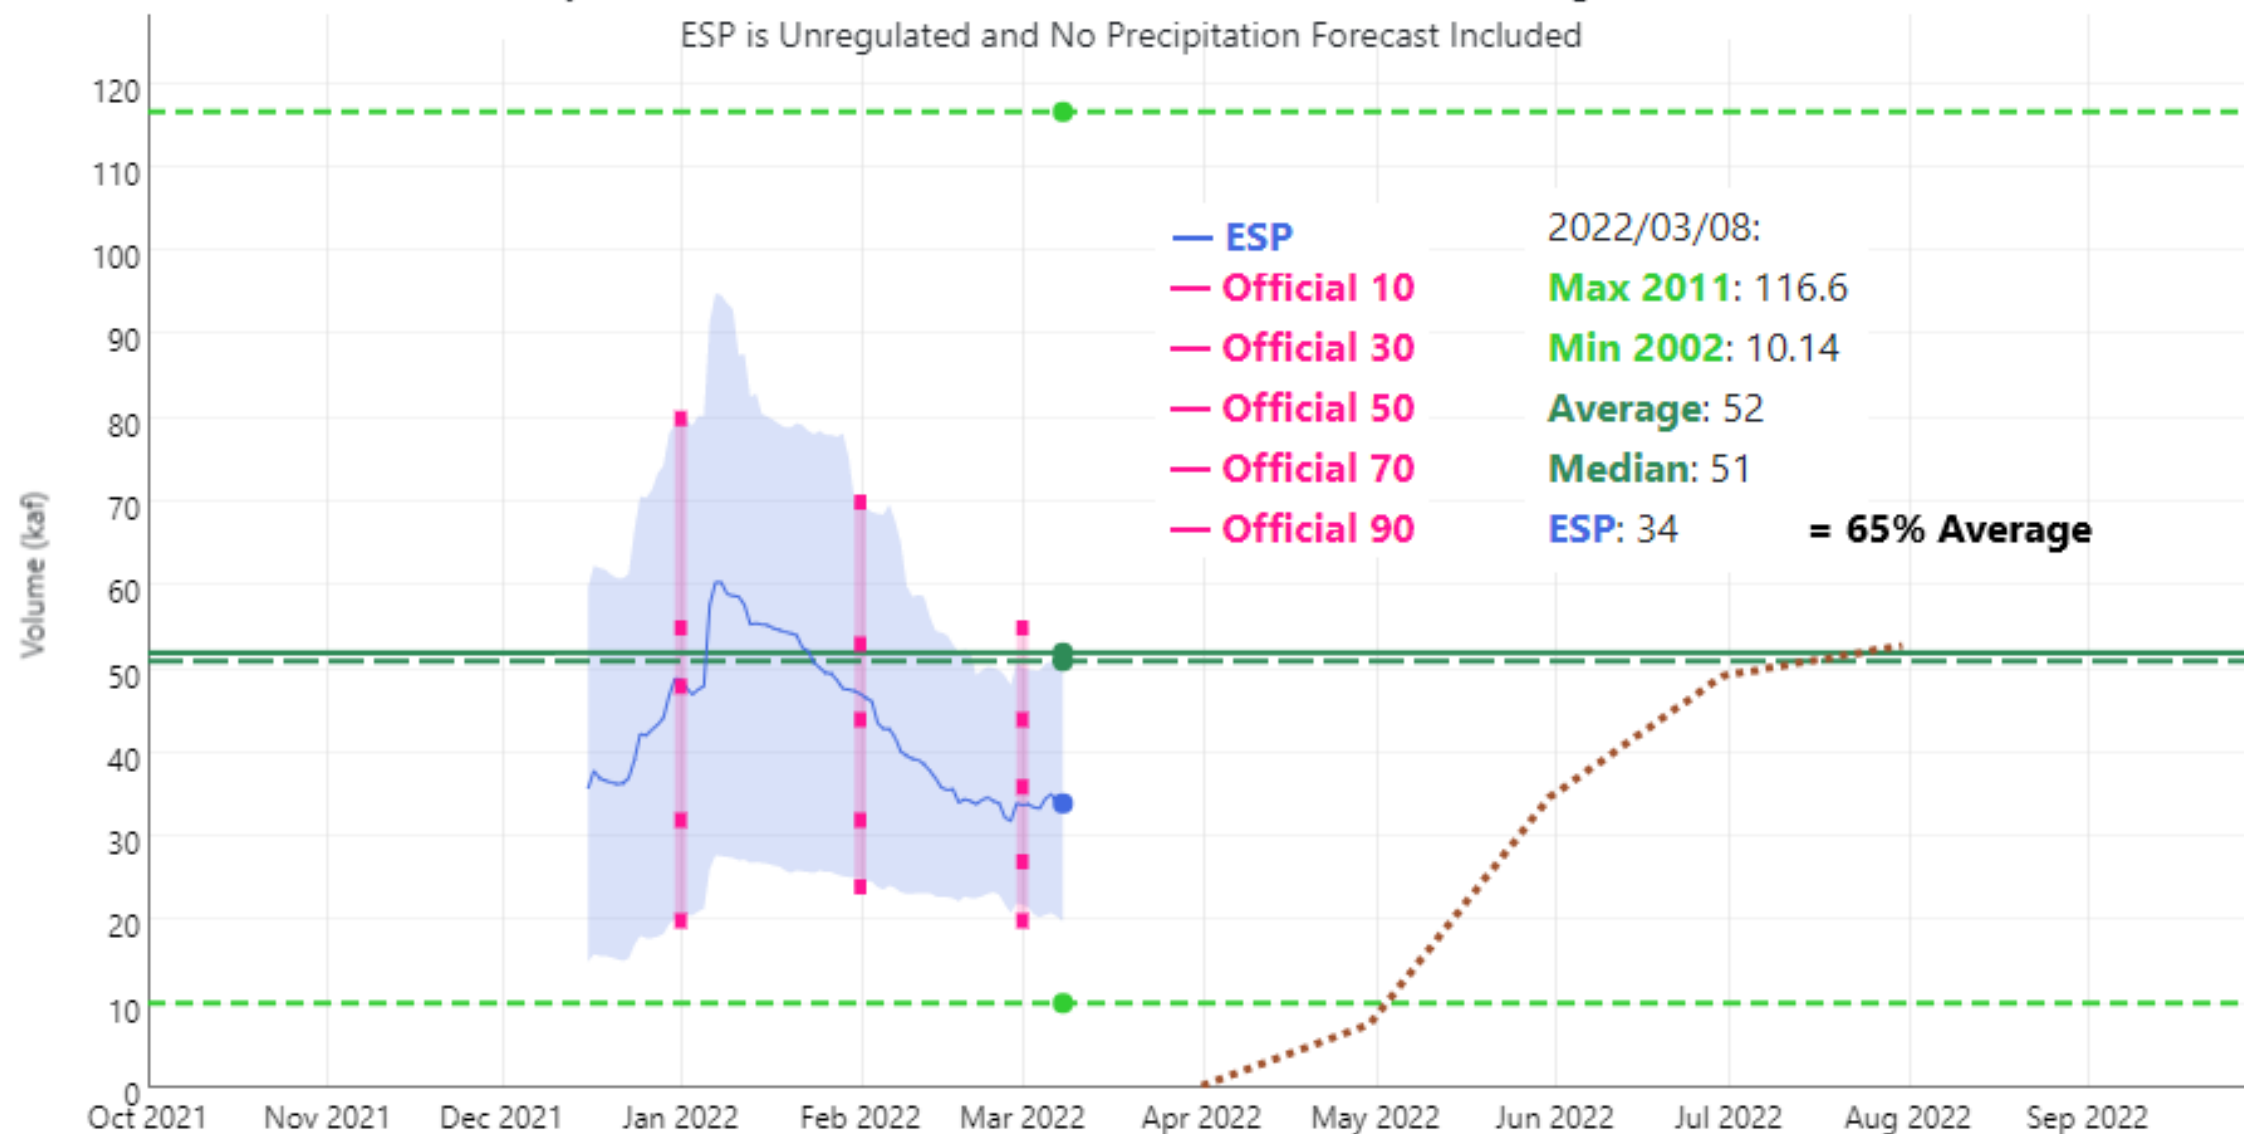 ESP is Unregulated and No Precipitation Forecast Included
120
110
100
90
80
70
60
50
40
30
20
10
0
Volume (kaf)
ESP
Official 10
Official 30
Official 50
Official 70
Official 90
2022/03/08:
Max 2011: 116.6
Min 2002: 10.14
Average: 52
Median: 51
ESP: 34 = 65% Average
Oct 2021 Nov 2021 Dec 2021 Jan 2022 Feb 2022 Mar 2022 Apr 2022 May 2022 Jun 2022 Jul 2022 Aug 2022 Sep 2022